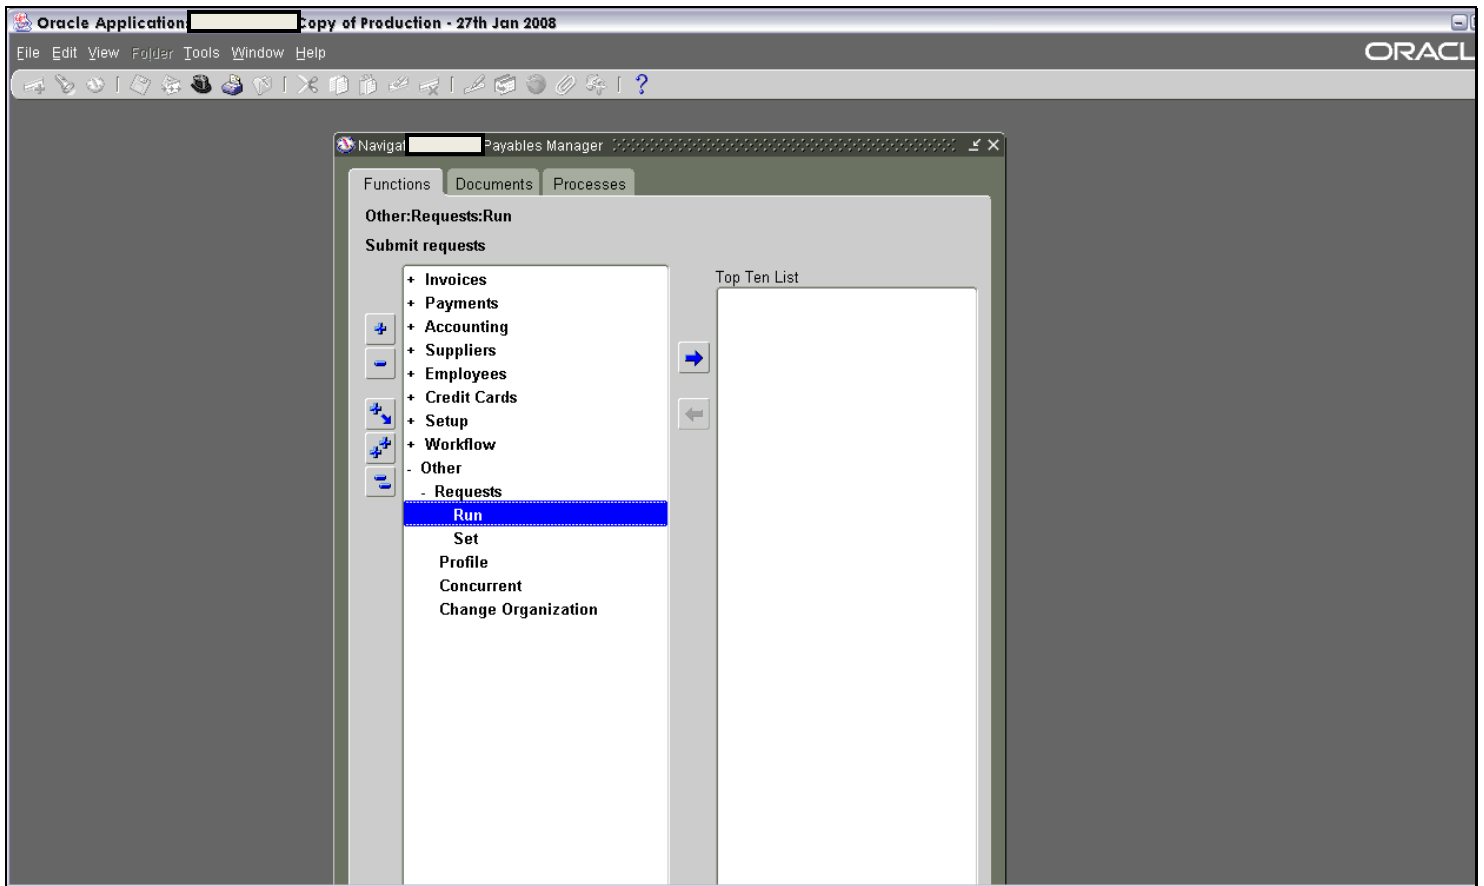 Oracle Applications Copy of Production - 27th Jan 2008
File Edit View Folder Tools Window Help
ORACL
Navigat Payables Manager
Functions Documents Processes
Other:Requests:Run
Submit requests
Top Ten List
+ Invoices
+ Payments
+ Accounting
+ Suppliers
+ Employees
+ Credit Cards
+ Setup
+ Workflow
- Other
- Requests
Run
Set
Profile
Concurrent
Change Organization